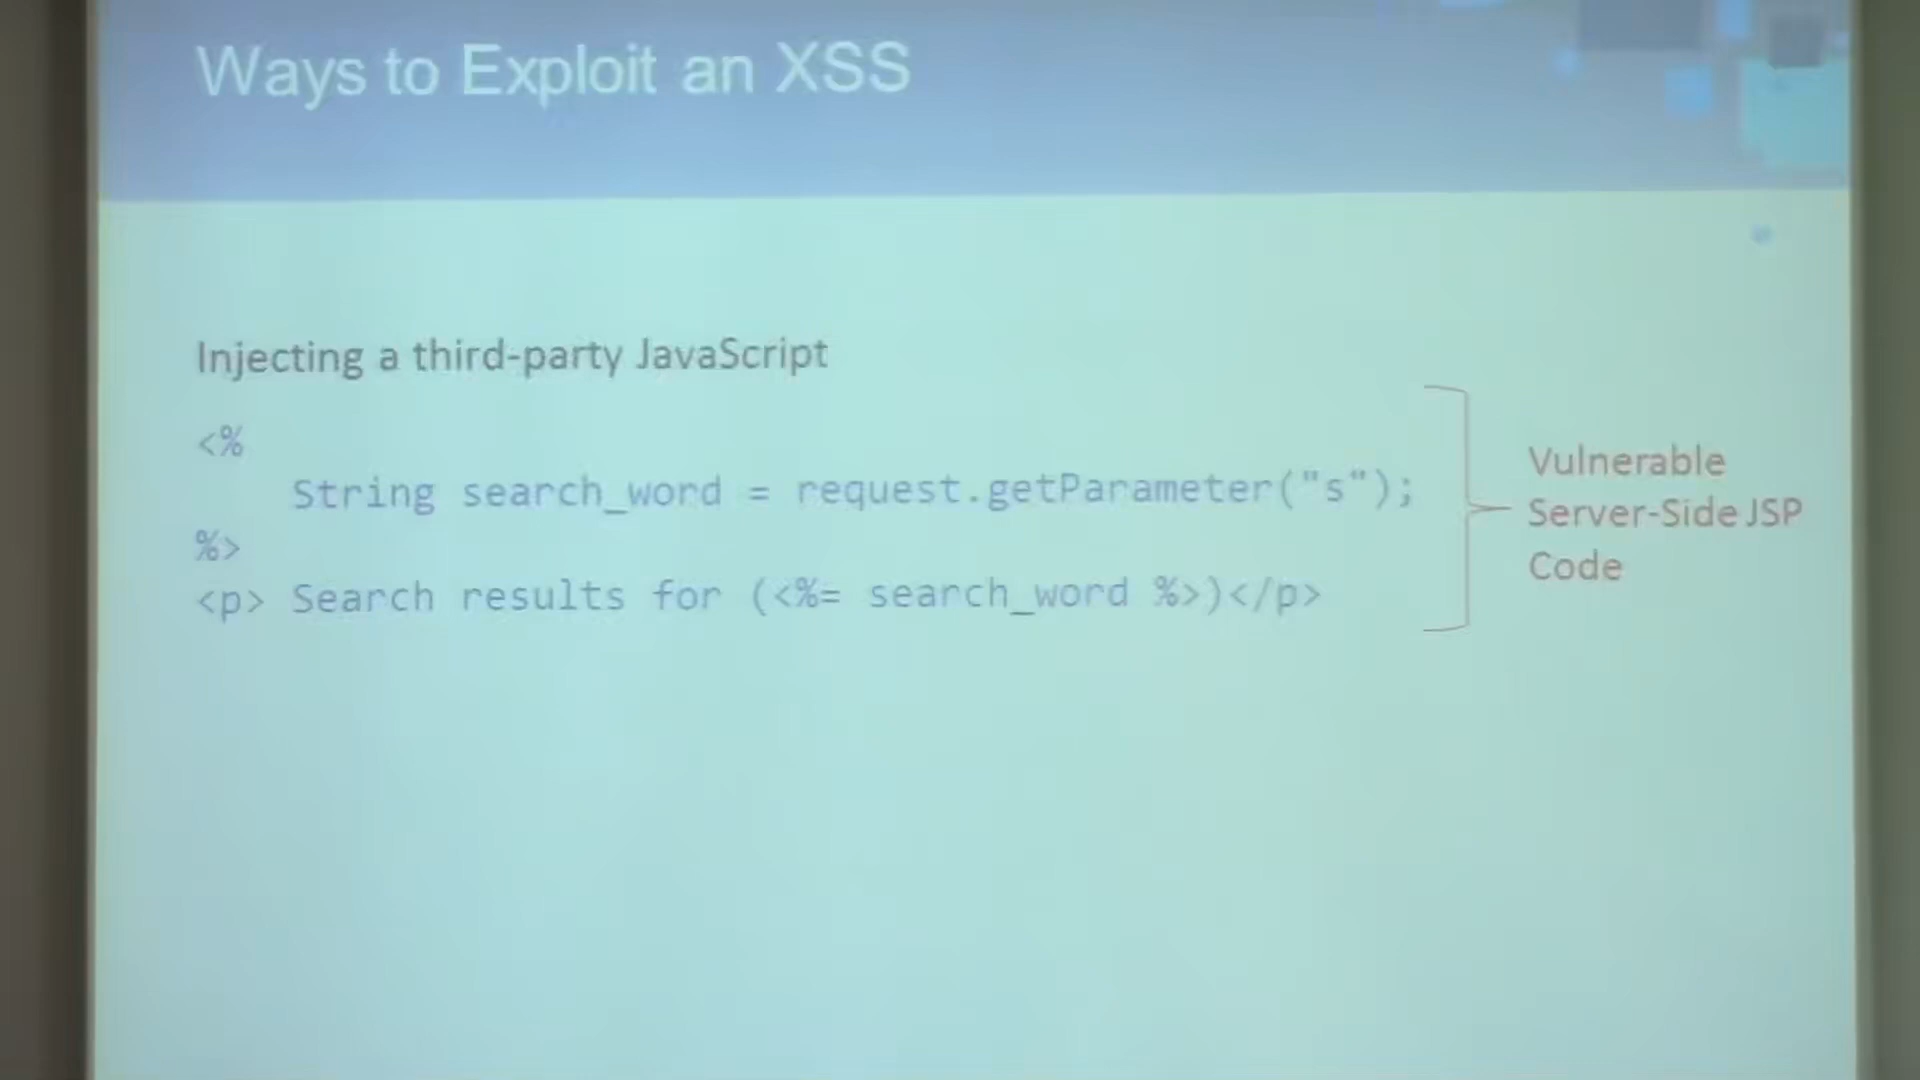 Ways to Exploit an XSS
Injecting a third-party JavaScript
<%
String search_word = request.getParameter("s");
%>
<p> Search results for (<%= search_word %>)</p>
Vulnerable
Server-Side JSP
Code